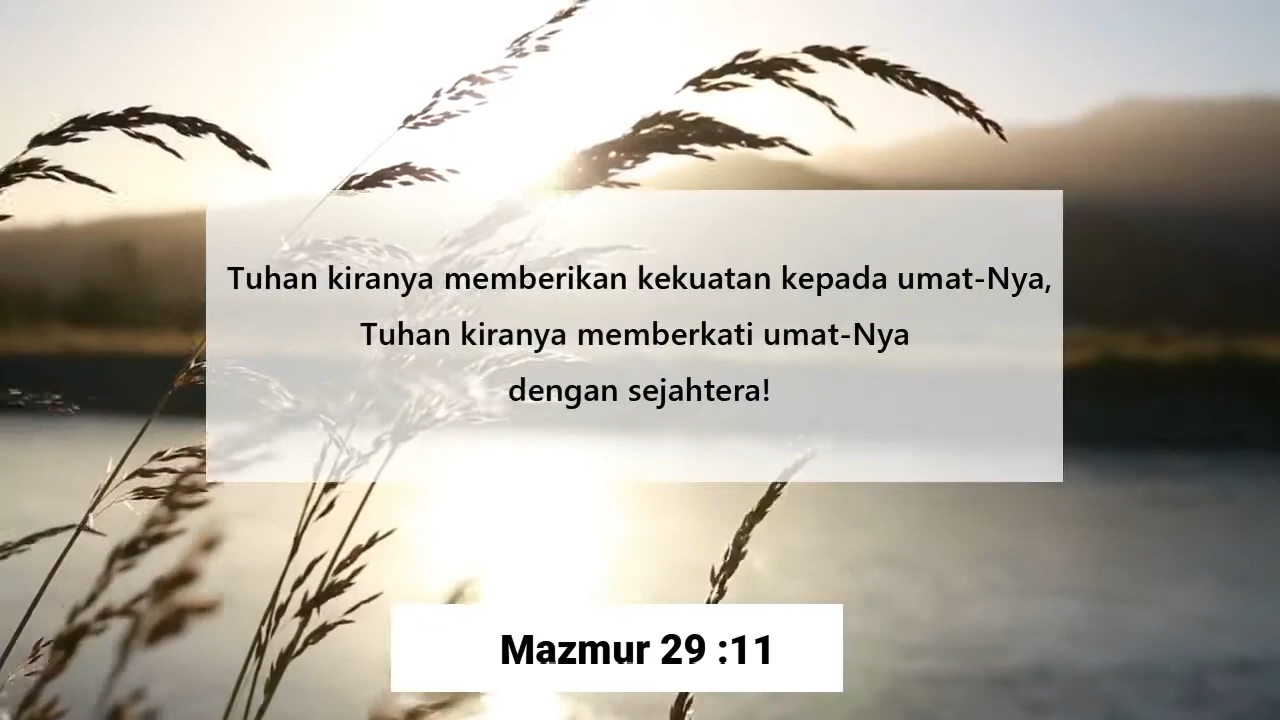 Tuhan kiranya memberikan kekuatan kepada umat-Nya,
Tuhan kiranya memberkati umat-Nya
dengan sejahtera!
Mazmur 29 :11